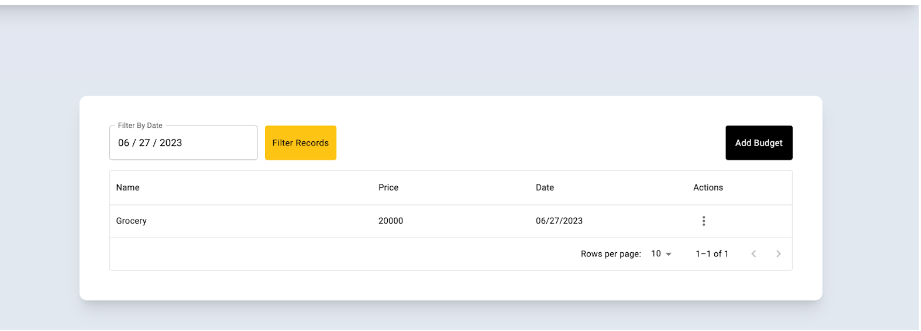 Filter By Date
06 / 27 / 2023
Filter Records
Add Budget
Name Price Date Actions
Grocery 20000 06/27/2023
Rows per page: 10 1–1 of 1